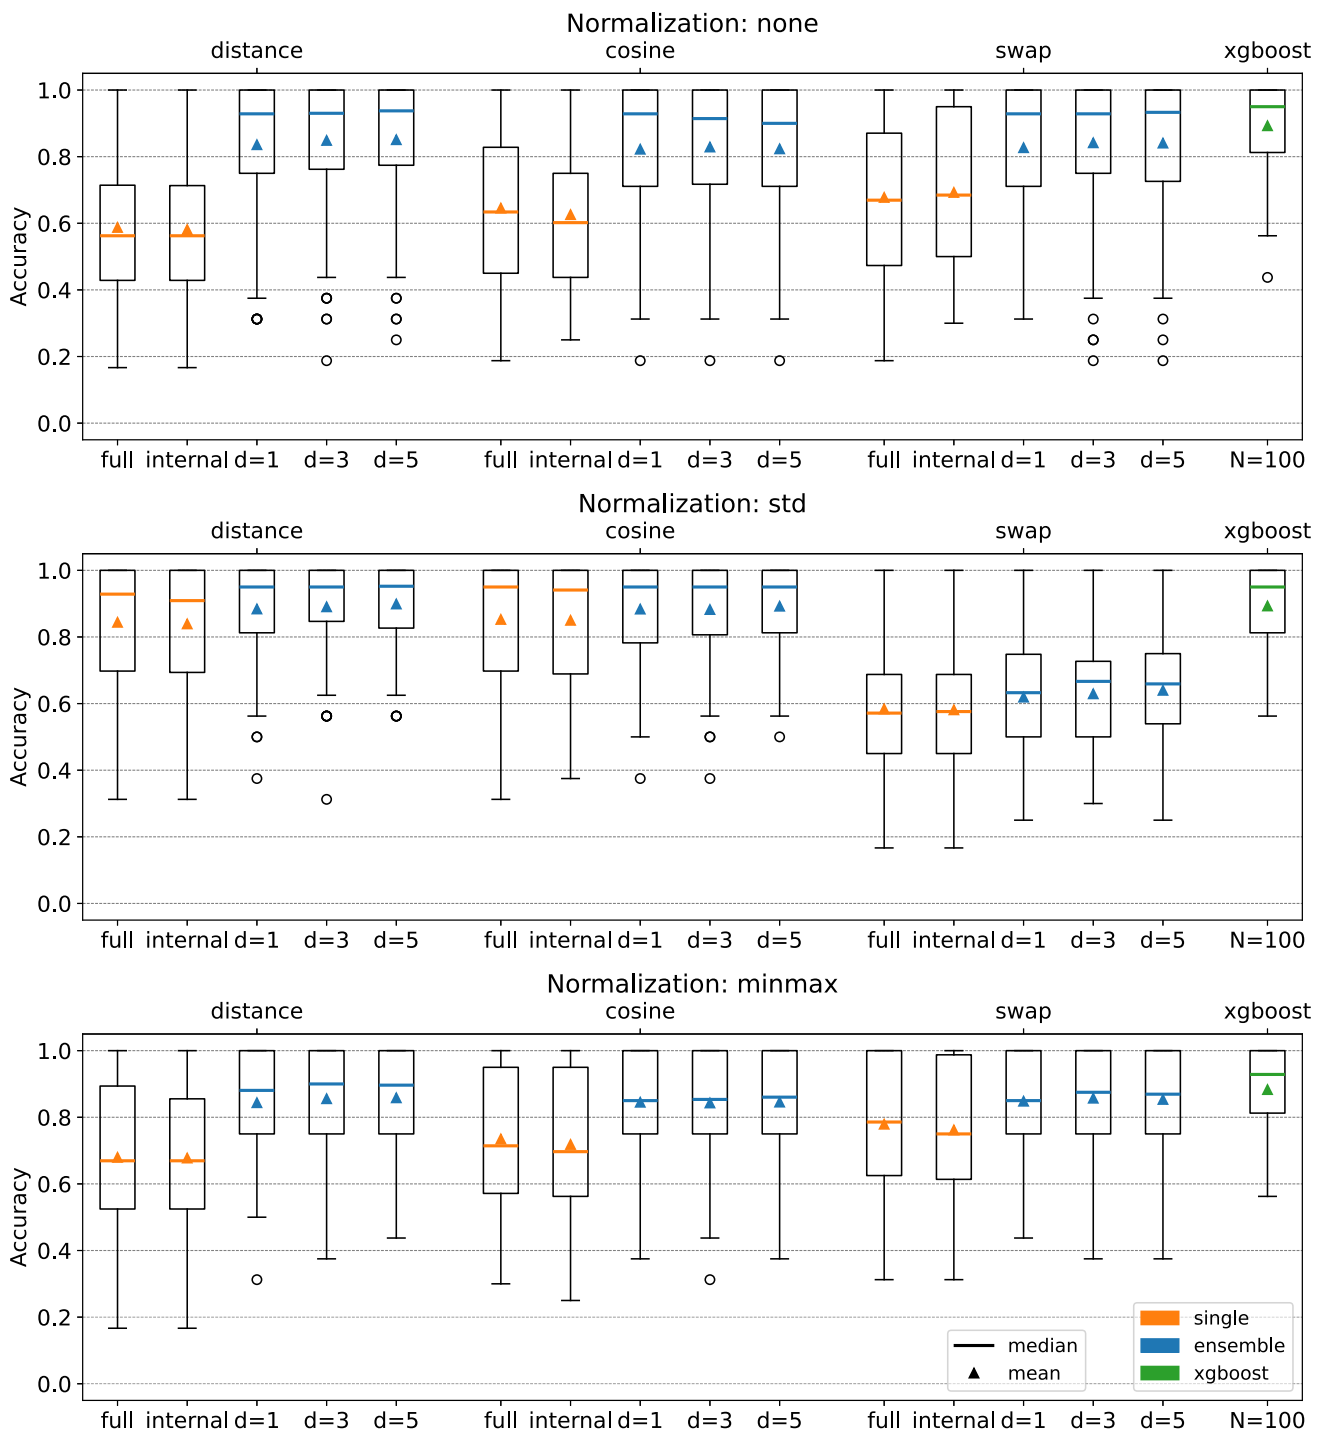 Normalization: none
distance cosine swap xgboost
1.0
0.8
0.6
0.4
0.2
0.0
Accuracy
full internal d=1 d=3 d=5 full internal d=1 d=3 d=5 full internal d=1 d=3 d=5 N=100
Normalization: std
distance cosine swap xgboost
1.0
0.8
0.6
0.4
0.2
0.0
Accuracy
full internal d=1 d=3 d=5 full internal d=1 d=3 d=5 full internal d=1 d=3 d=5 N=100
Normalization: minmax
distance cosine swap xgboost
1.0
0.8
0.6
0.4
0.2
0.0
Accuracy
median
mean
single
ensemble
xgboost
full internal d=1 d=3 d=5 full internal d=1 d=3 d=5 full internal d=1 d=3 d=5 N=100